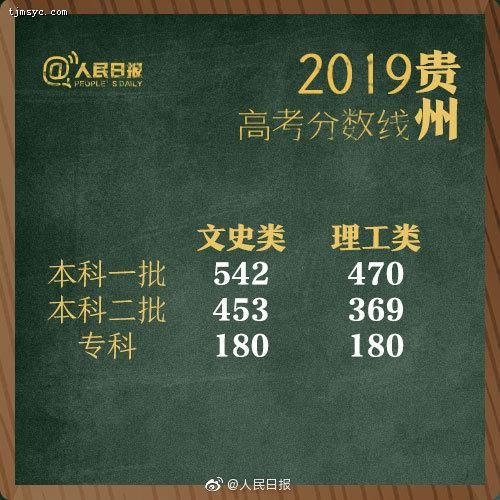 tjmsyc.com
@人民日报
PEOPLE'S DAILY
2019贵州
高考分数线
文史类 理工类
本科一批 542 470
本科二批 453 369
专科 180 180
@人民日报